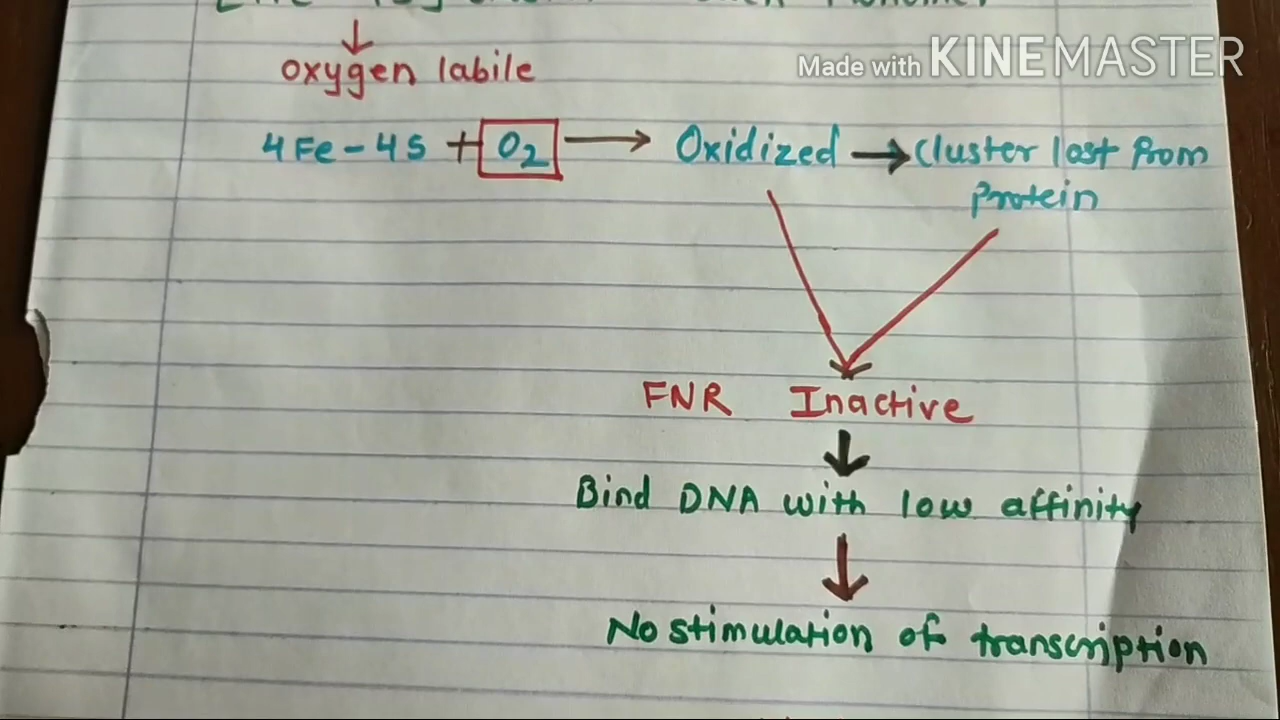 Made with KINEMASTER
oxygen labile
4Fe-4S + O2 → Oxidized → Cluster lost from
Protein
FNR Inactive
Bind DNA with low affinity
No stimulation of transcription